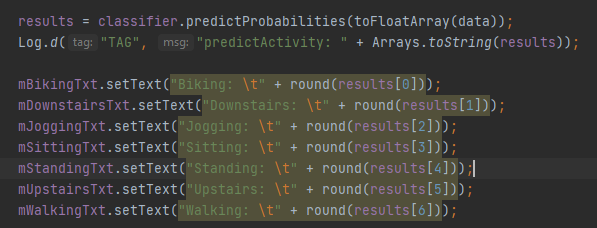 results = classifier.predictProbabilities(toFloatArray(data));
Log.d( tag: "TAG", msg: "predictActivity: " + Arrays.toString(results));
mBikingTxt.setText("Biking: \t" + round(results[0]));
mDownstairsTxt.setText("Downstairs: \t" + round(results[1]));
mJoggingTxt.setText("Jogging: \t" + round(results[2]));
mSittingTxt.setText("Sitting: \t" + round(results[3]));
mStandingTxt.setText("Standing: \t" + round(results[4]));
mUpstairsTxt.setText("Upstairs: \t" + round(results[5]));
mWalkingTxt.setText("Walking: \t" + round(results[6]));